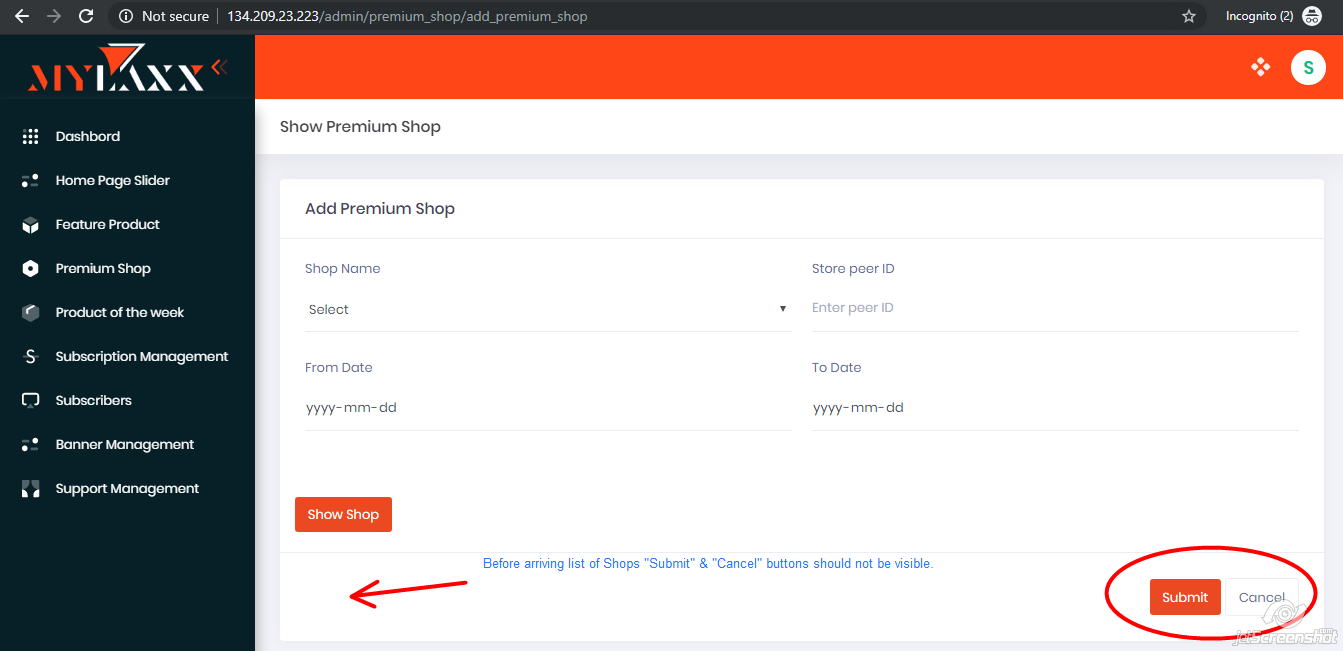 Not secure | 134.209.23.223/admin/premium_shop/add_premium_shop
Incognito (2)
MYTAXX
S
Dashbord
Home Page Slider
Feature Product
Premium Shop
Product of the week
Subscription Management
Subscribers
Banner Management
Support Management
Show Premium Shop
Add Premium Shop
Shop Name
Store peer ID
Select
Enter peer ID
From Date
To Date
yyyy-mm-dd
yyyy-mm-dd
Show Shop
Before arriving list of Shops "Submit" & "Cancel" buttons should not be visible.
Submit
Cancel
jetScreenshot.com